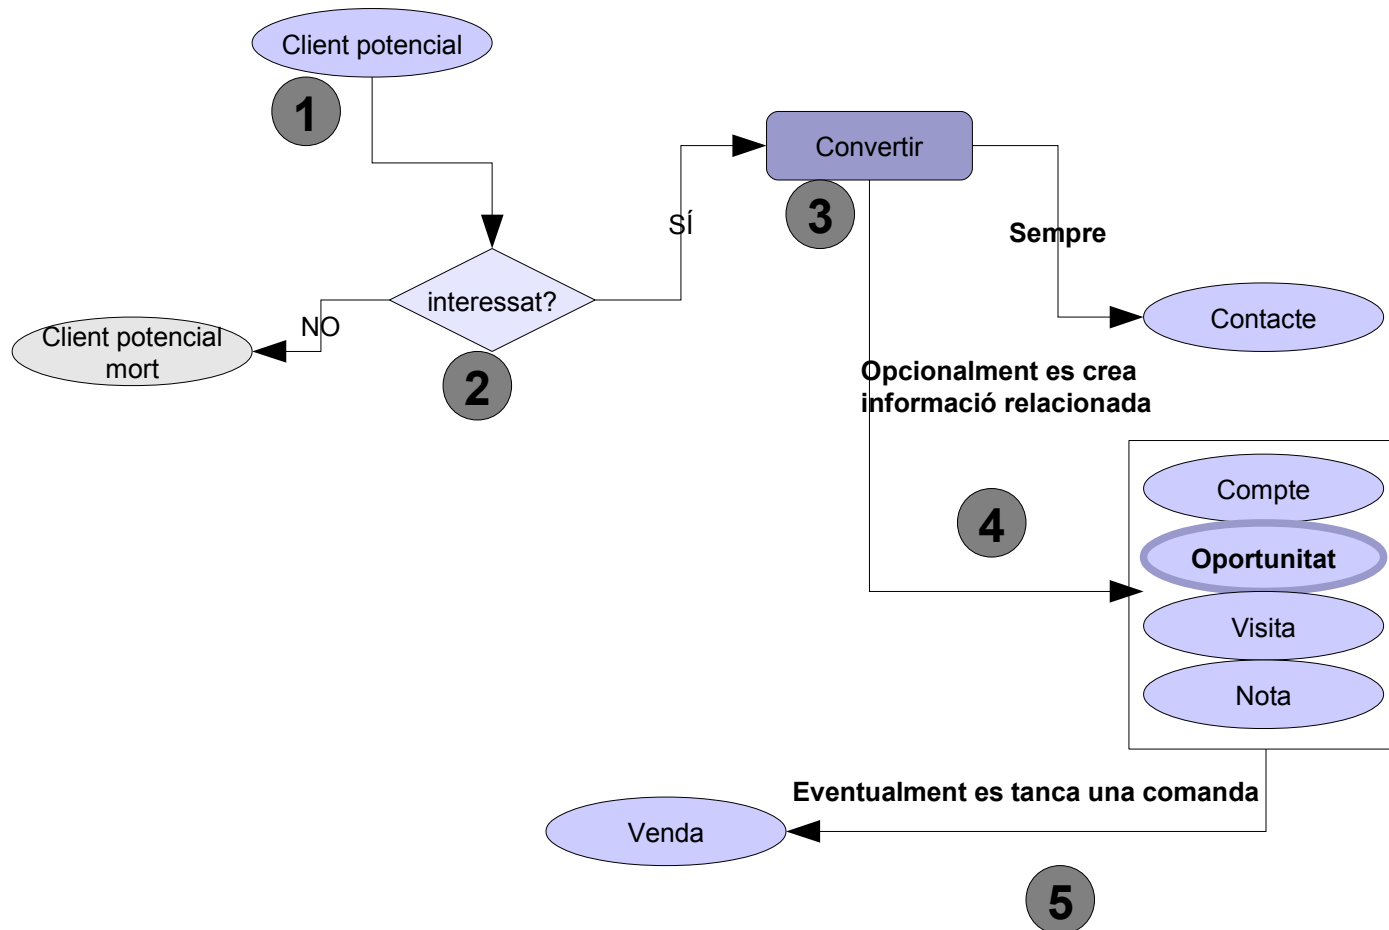 Client potencial
1
Convertir
3
SÍ
Sempre
interessat?
NO
Client potencial
mort
2
Contacte
Opcionalment es crea
informació relacionada
Compte
4
Oportunitat
Visita
Nota
Eventualment es tanca una comanda
Venda
5